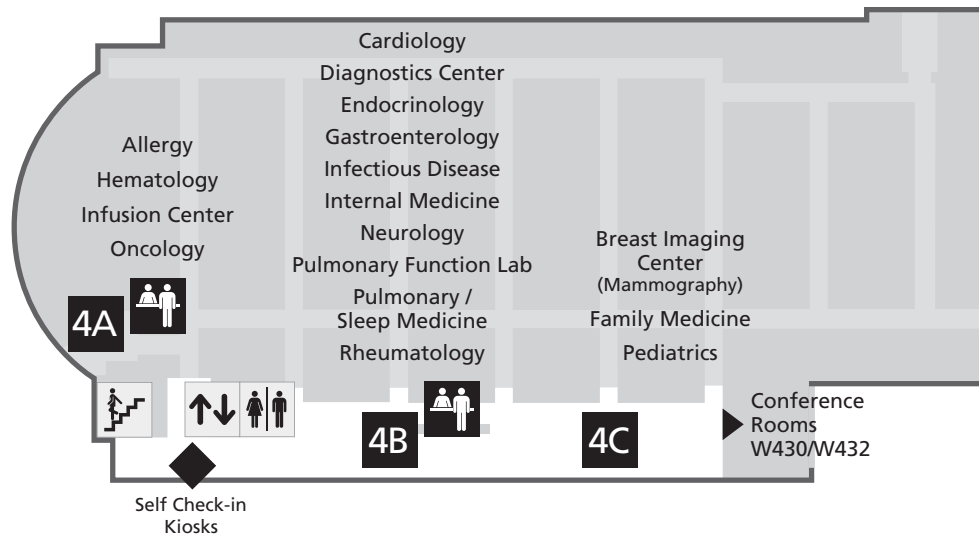 Allergy
Hematology
Infusion Center
Oncology
4A
Cardiology
Diagnostics Center
Endocrinology
Gastroenterology
Infectious Disease
Internal Medicine
Neurology
Pulmonary Function Lab
Pulmonary /
Sleep Medicine
Rheumatology
4B
Breast Imaging
Center
(Mammography)
Family Medicine
Pediatrics
4C
Conference
Rooms
W430/W432
Self Check-in
Kiosks